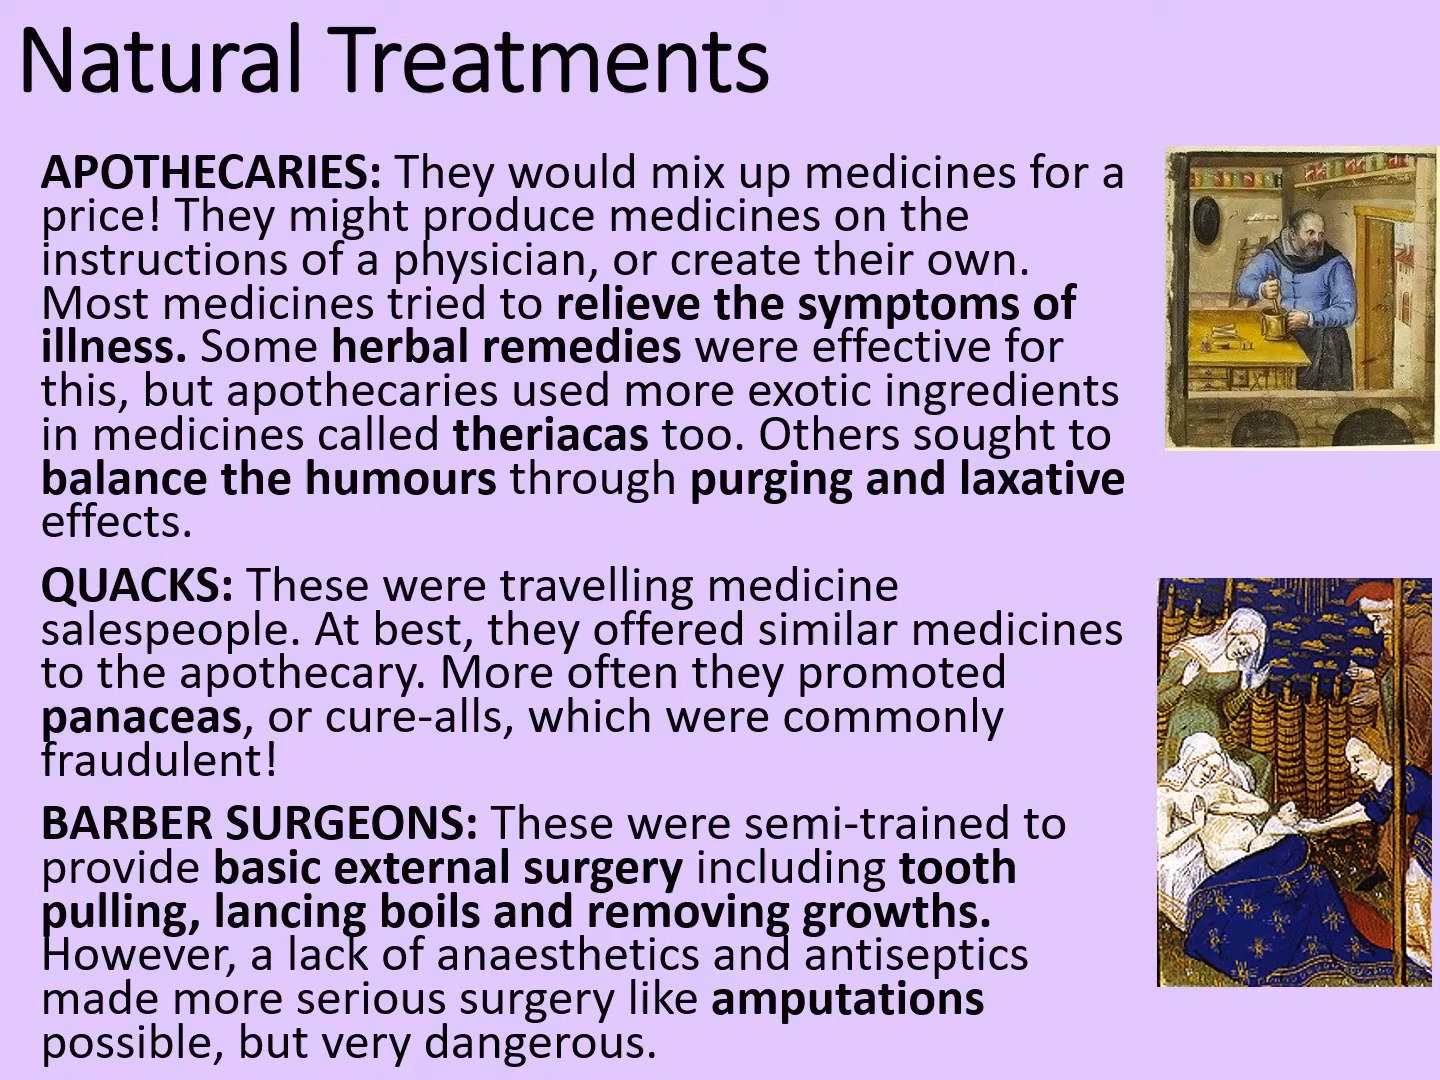 Natural Treatments
APOTHECARIES: They would mix up medicines for a
price! They might produce medicines on the
instructions of a physician, or create their own.
Most medicines tried to relieve the symptoms of
illness. Some herbal remedies were effective for
this, but apothecaries used more exotic ingredients
in medicines called theriacas too. Others sought to
balance the humours through purging and laxative
effects.
QUACKS: These were travelling medicine
salespeople. At best, they offered similar medicines
to the apothecary. More often they promoted
panaceas, or cure-alls, which were commonly
fraudulent!
BARBER SURGEONS: These were semi-trained to
provide basic external surgery including tooth
pulling, lancing boils and removing growths.
However, a lack of anaesthetics and antiseptics
made more serious surgery like amputations
possible, but very dangerous.